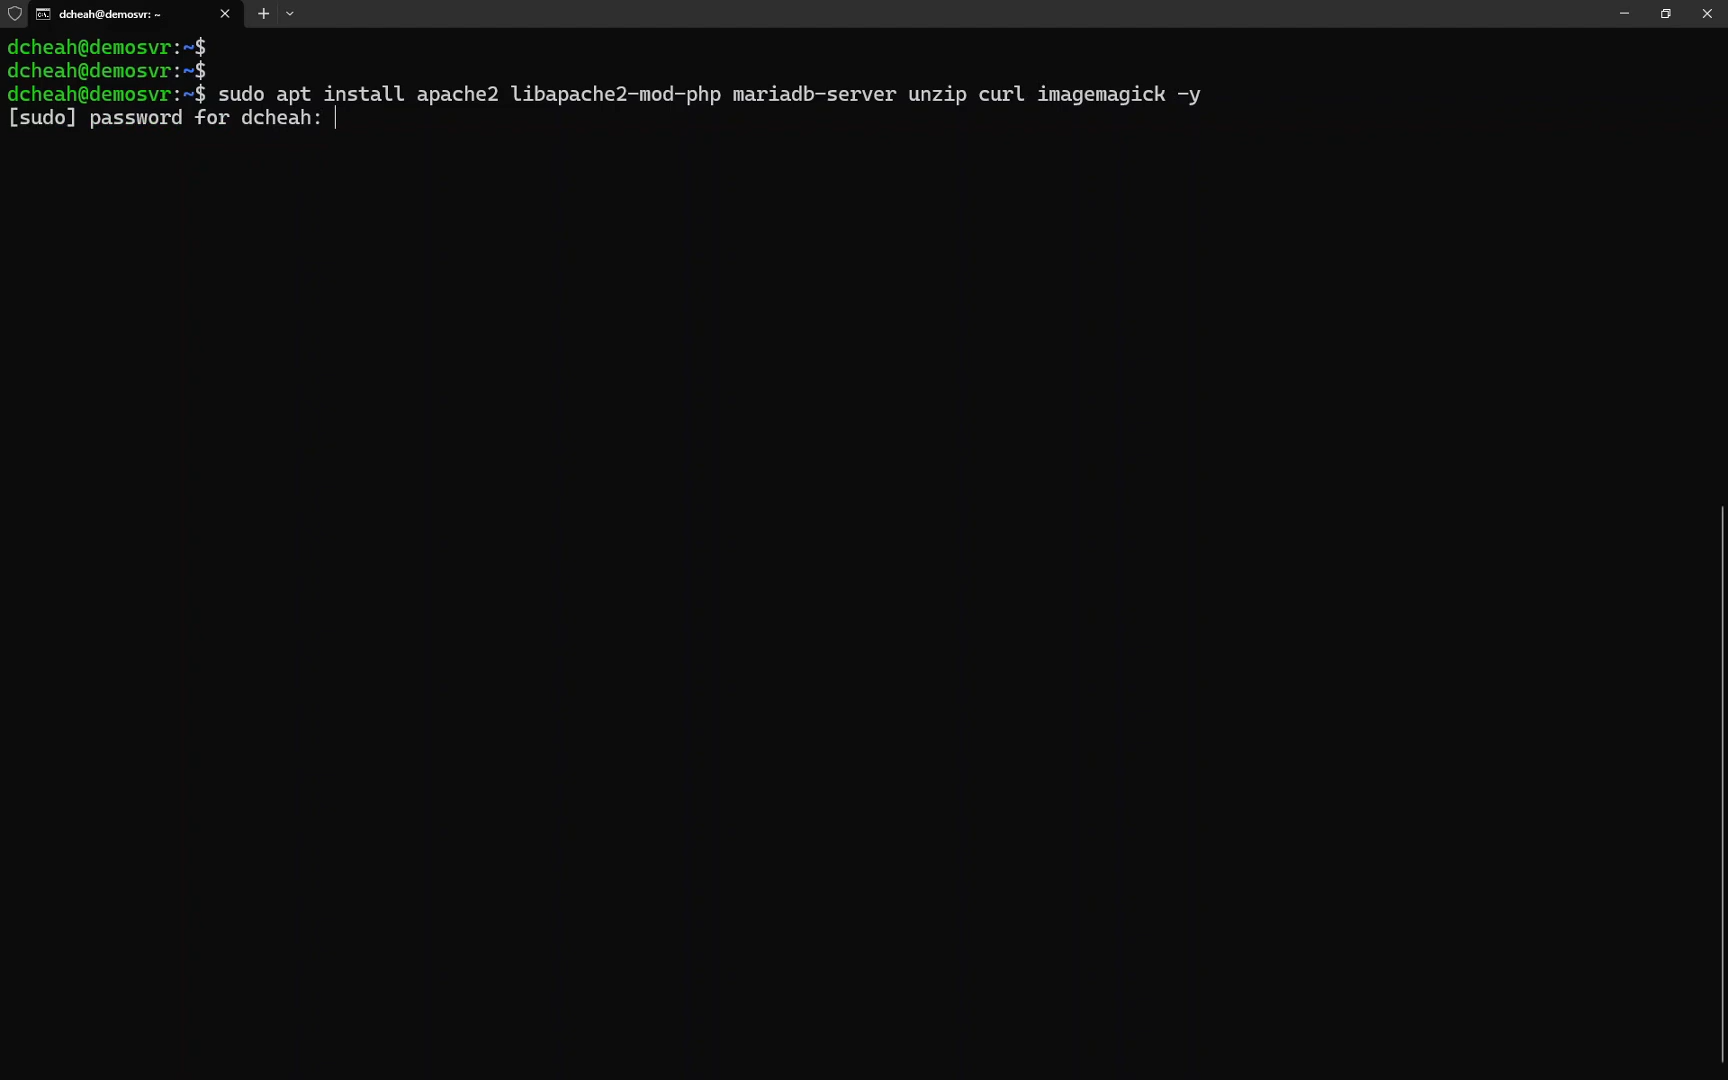 dcheah@demosvr: ~
dcheah@demosvr:~$
dcheah@demosvr:~$
dcheah@demosvr:~$ sudo apt install apache2 libapache2-mod-php mariadb-server unzip curl imagemagick -y
[sudo] password for dcheah: